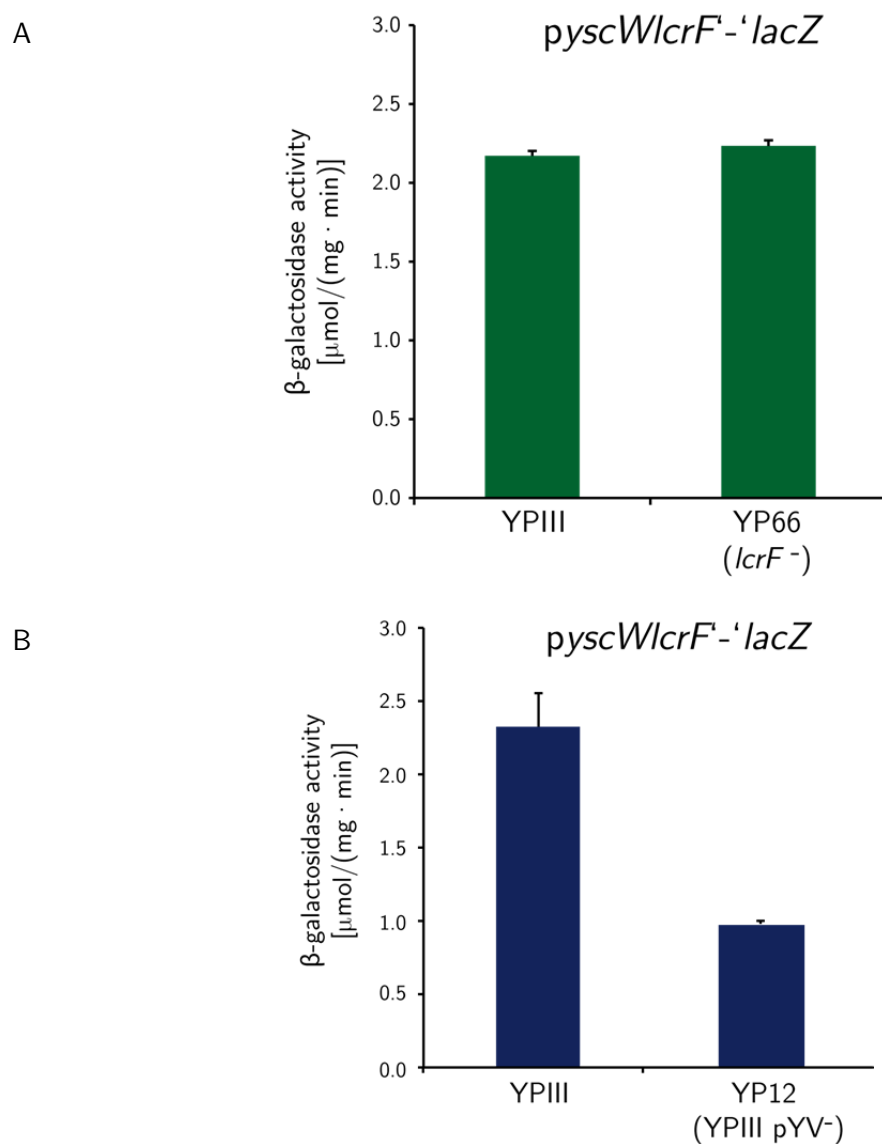 A
pyscWlcrF‘-‘lacZ
β-galactosidase activity
[μmol/(mg · min)]
3.0
2.5
2.0
1.5
1.0
0.5
0.0
YPIII
YP66
(lcrF -)
B
pyscWlcrF‘-‘lacZ
β-galactosidase activity
[μmol/(mg · min)]
3.0
2.5
2.0
1.5
1.0
0.5
0.0
YPIII
YP12
(YPIII pYV-)